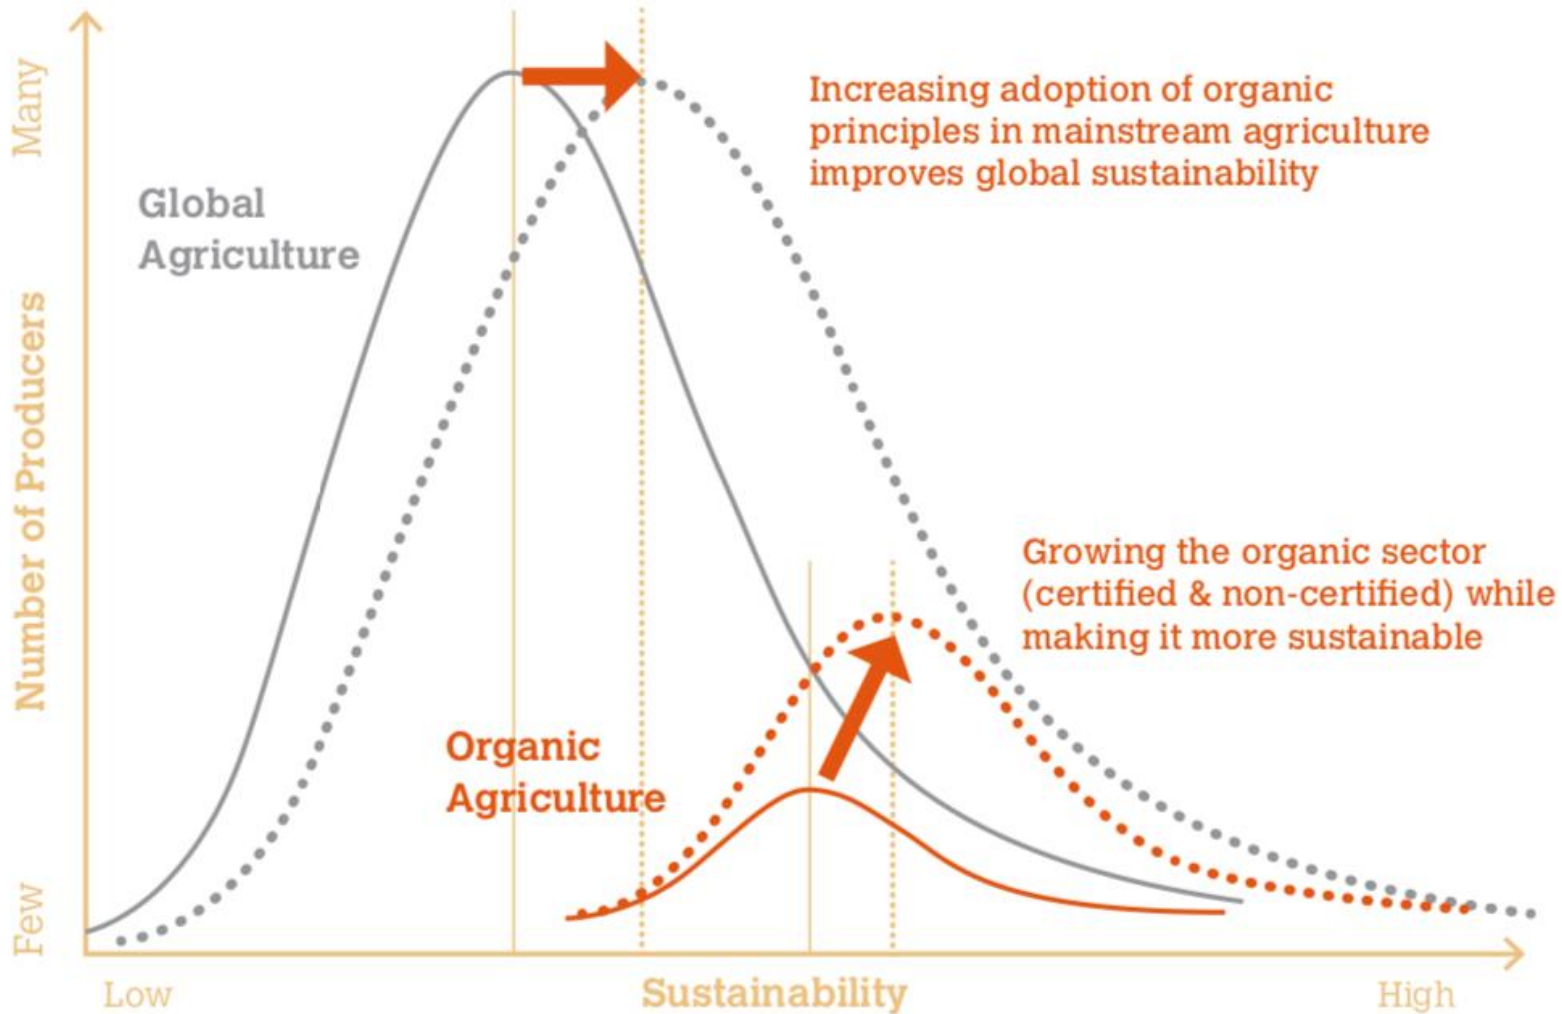 Many
Increasing adoption of organic
principles in mainstream agriculture
improves global sustainability
Global
Agriculture
Number of Producers
Growing the organic sector
(certified & non-certified) while
making it more sustainable
Organic
Agriculture
Few
Low
Sustainability
High